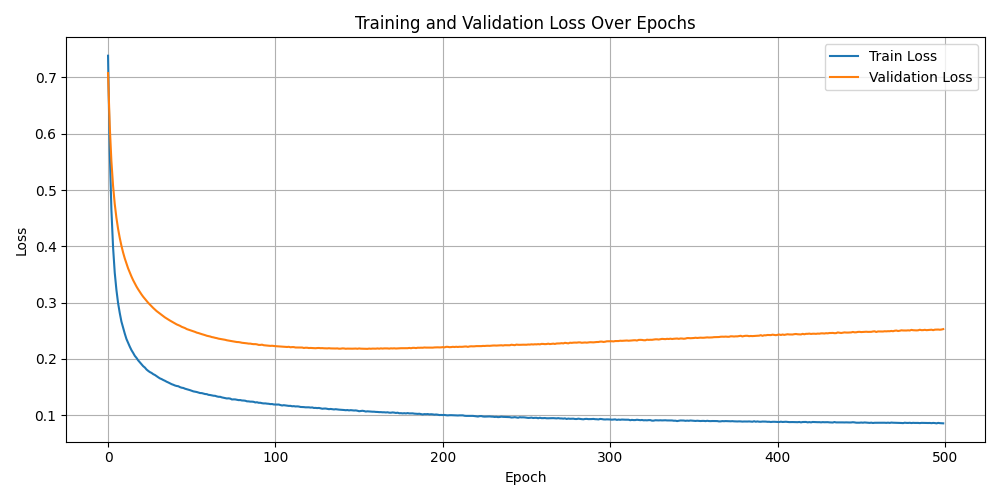 Training and Validation Loss Over Epochs
Train Loss
Validation Loss
Loss
0.7
0.6
0.5
0.4
0.3
0.2
0.1
0 100 200 300 400 500
Epoch